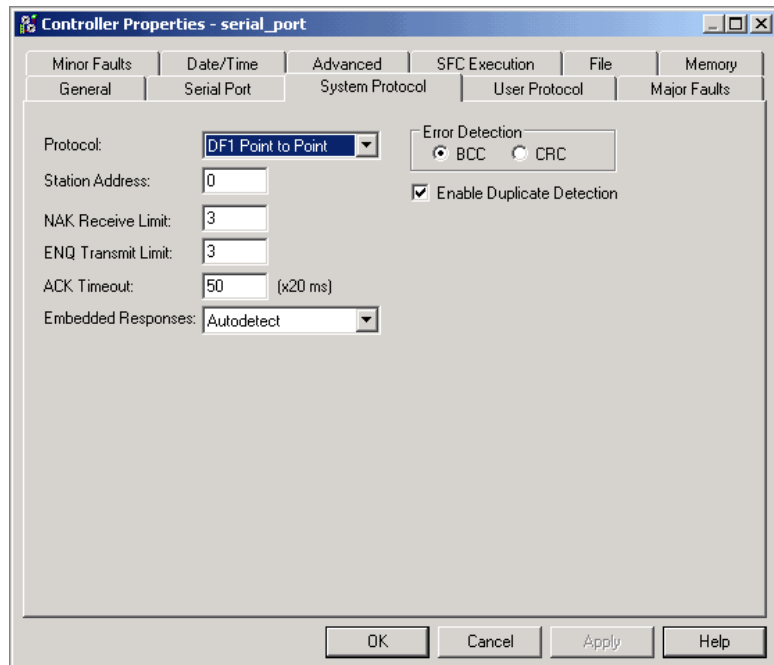 Controller Properties - serial_port
Minor Faults Date/Time Advanced SFC Execution File Memory
General Serial Port System Protocol User Protocol Major Faults
Protocol: DF1 Point to Point
Error Detection
BCC CRC
Station Address: 0
Enable Duplicate Detection
NAK Receive Limit: 3
ENQ Transmit Limit: 3
ACK Timeout: 50 (x20 ms)
Embedded Responses: Autodetect
OK Cancel Apply Help